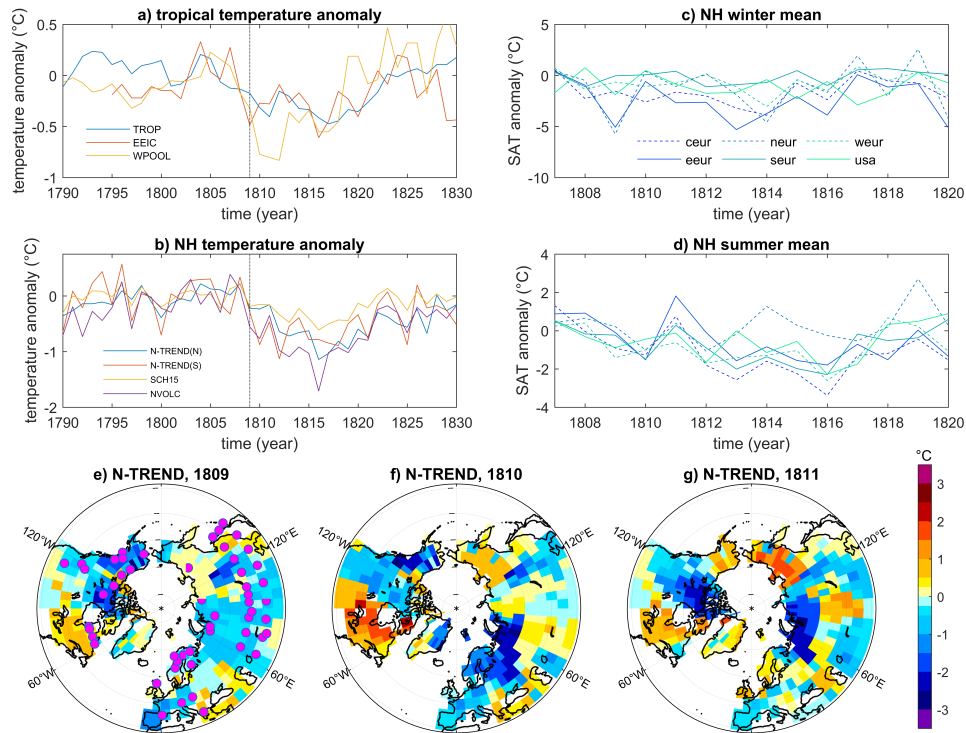 a) tropical temperature anomaly
temperature anomaly (°C)
0.5
0
-0.5
-1
TROP
EEIC
WPOOL
1790 1795 1800 1805 1810 1815 1820 1825 1830
time (year)
c) NH winter mean
SAT anomaly (°C)
5
0
-5
-10
ceur neur weur
eeur seur usa
1808 1810 1812 1814 1816 1818 1820
time (year)
b) NH temperature anomaly
temperature anomaly (°C)
0
-1
-2
N-TREND(N)
N-TREND(S)
SCH15
NVOLC
1790 1795 1800 1805 1810 1815 1820 1825 1830
time (year)
d) NH summer mean
SAT anomaly (°C)
4
2
0
-2
-4
1808 1810 1812 1814 1816 1818 1820
time (year)
e) N-TREND, 1809
120°W 120°E
60°W 60°E
f) N-TREND, 1810
120°W 120°E
60°W 60°E
g) N-TREND, 1811
120°W 120°E
60°W 60°E
°C
3
2
1
0
-1
-2
-3